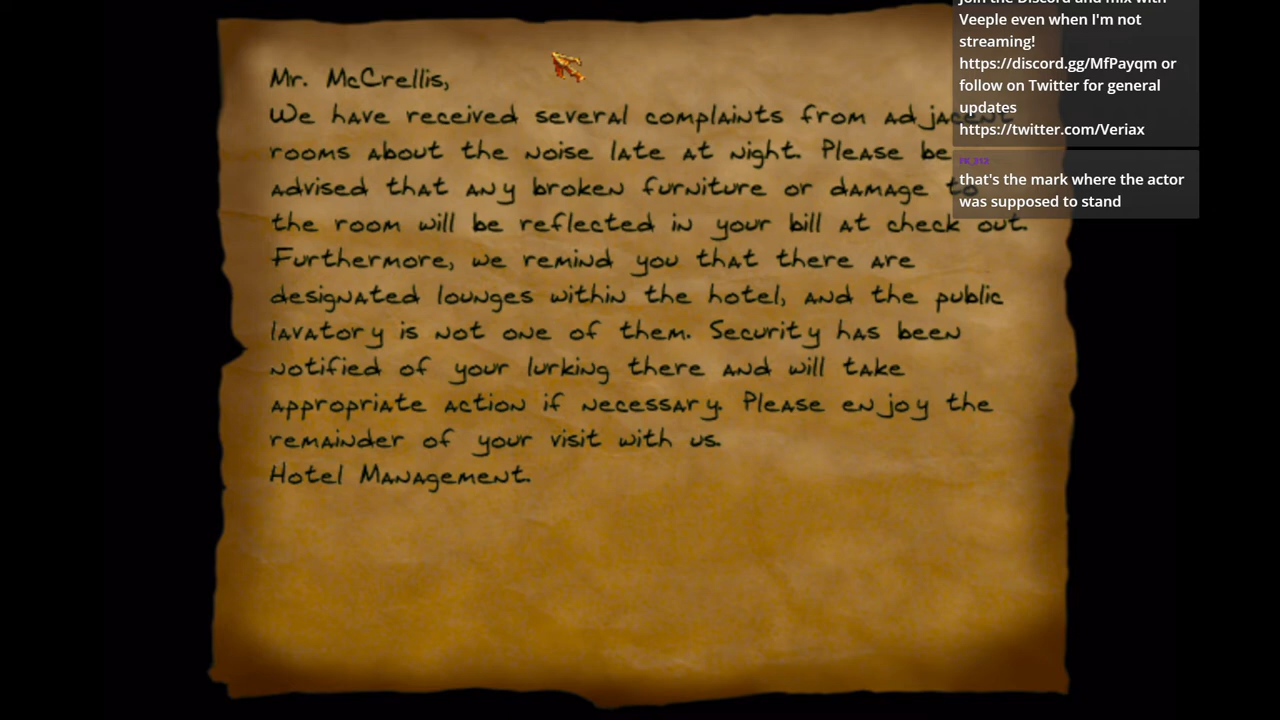 Mr. McCrellis,
We have received several complaints from adjacent
rooms about the noise late at night. Please be
advised that any broken furniture or damage to
the room will be reflected in your bill at check out.
Furthermore, we remind you that there are
designated lounges within the hotel, and the public
lavatory is not one of them. Security has been
notified of your lurking there and will take
appropriate action if necessary. Please enjoy the
remainder of your visit with us.
Hotel Management.
Join the Discord and mix with
Veeple even when I'm not
streaming!
https://discord.gg/MfPayqm or
follow on Twitter for general
updates
https://twitter.com/Veriax
that's the mark where the actor
was supposed to stand